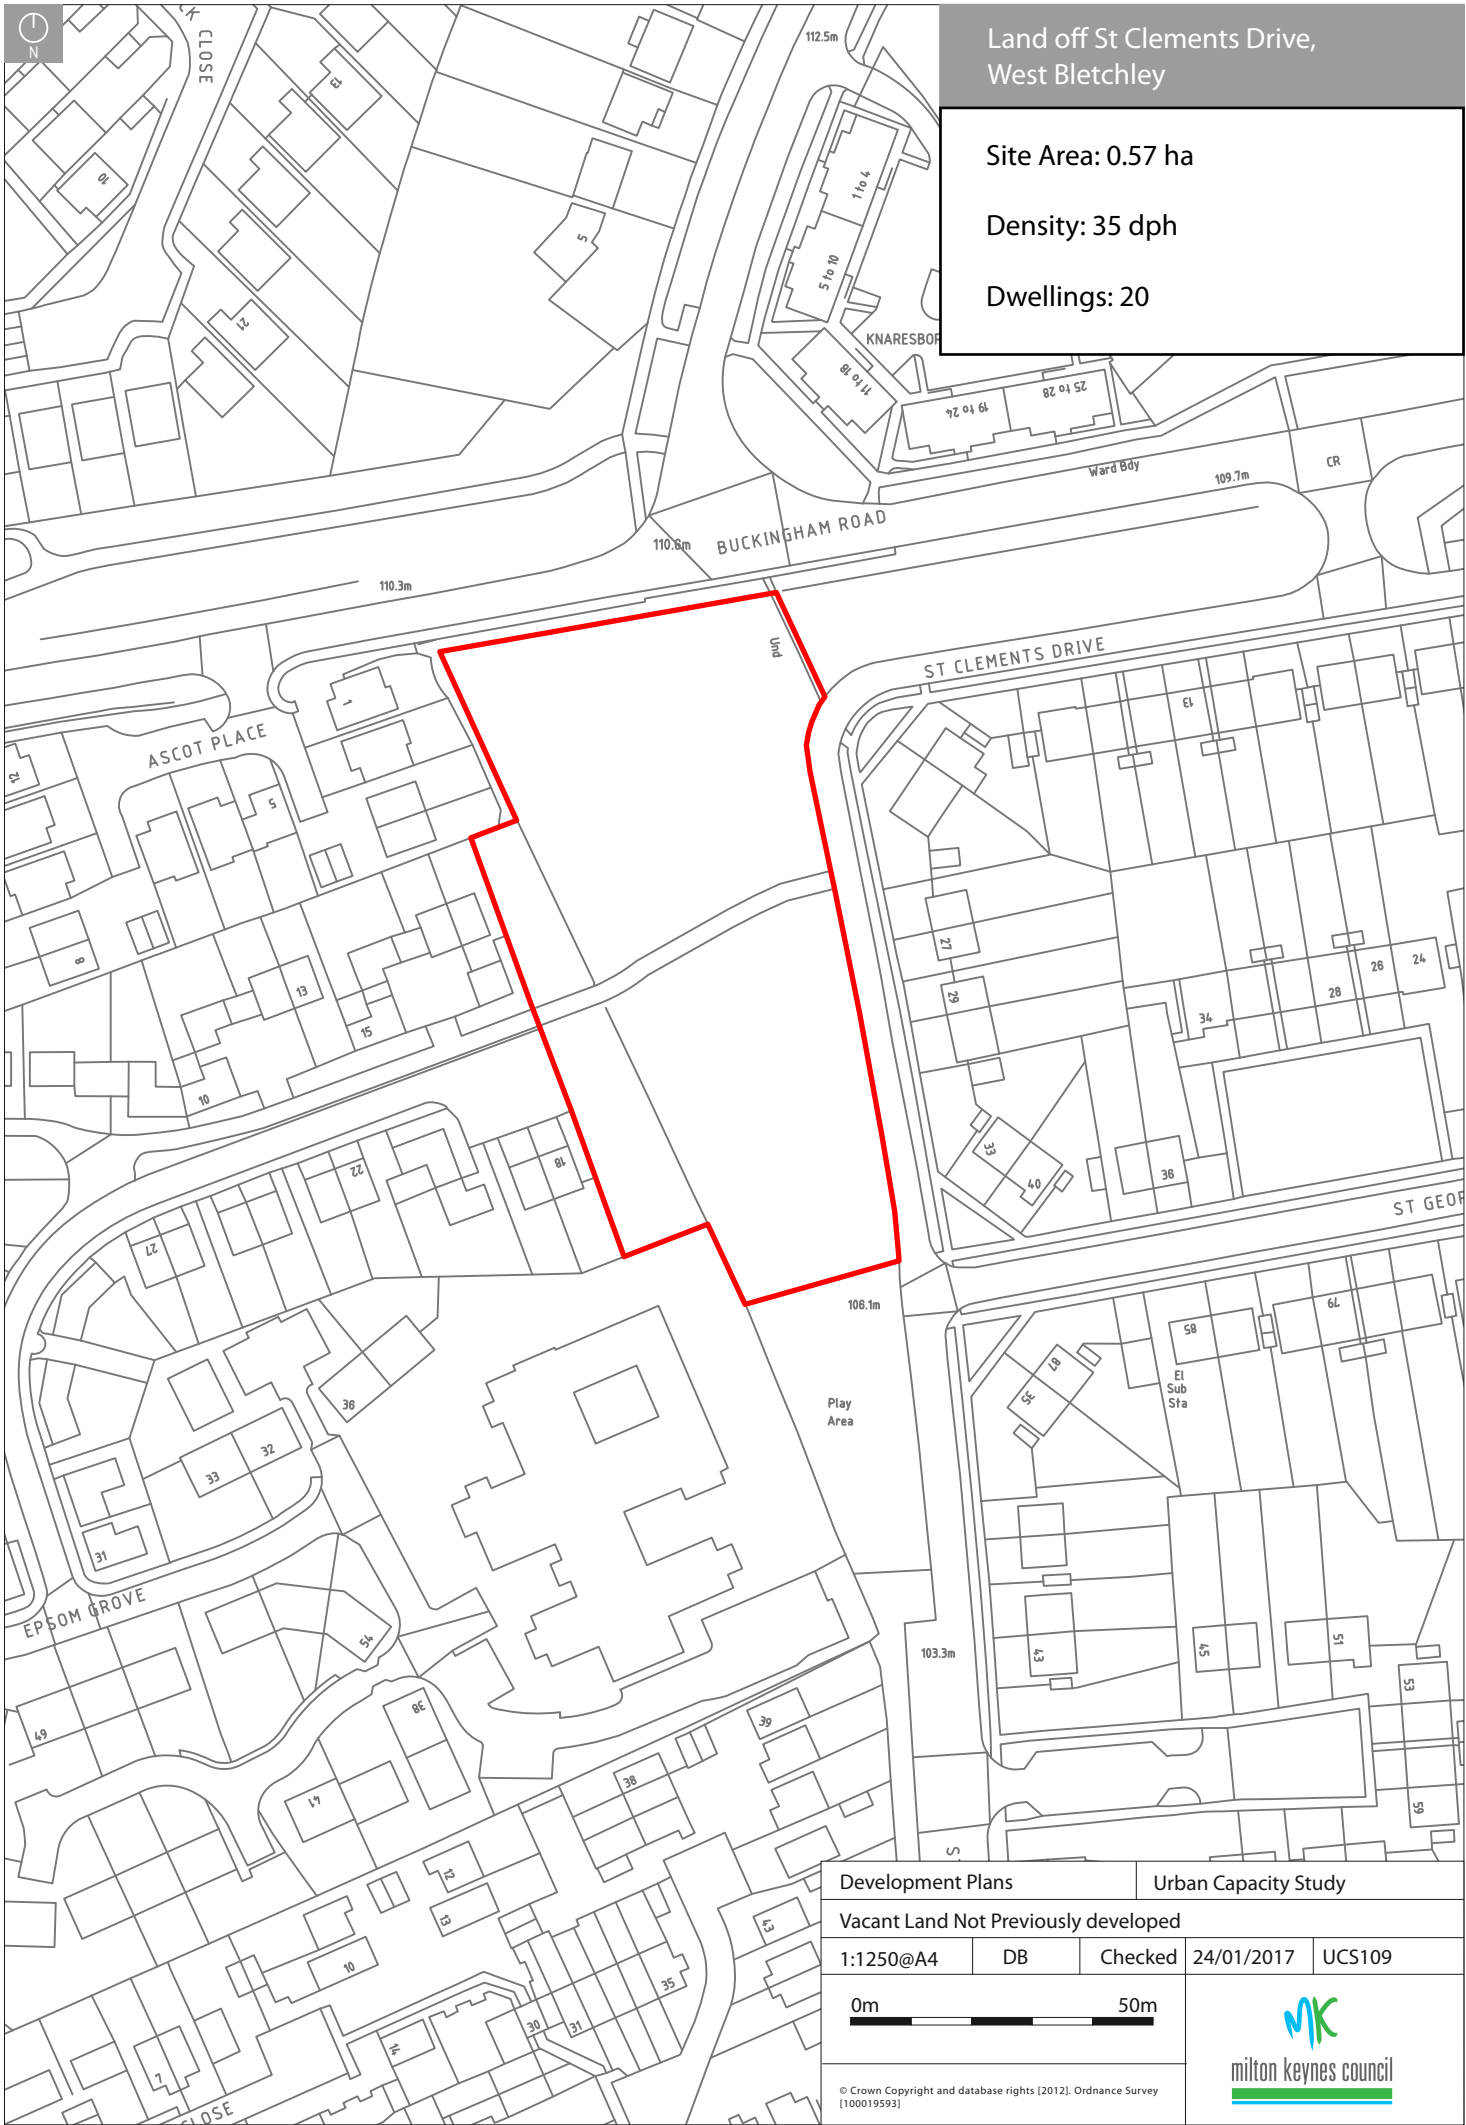 N
CLOSE
13
10
21
5
112.5m
Land off St Clements Drive,
West Bletchley
Site Area: 0.57 ha
Density: 35 dph
Dwellings: 20
1 to 4
5 to 10
11 to 18
19 to 24
25 to 28
Ward Bdy
109.7m
CR
BUCKINGHAM ROAD
110.6m
110.3m
Und
ST CLEMENTS DRIVE
ASCOT PLACE
1
12
5
8
13
15
10
13
27
29
34
28
26
24
33
40
36
18
22
27
ST GEOR
106.1m
Play
Area
85
79
87
35
El
Sub
Sta
36
32
33
31
EPSOM GROVE
54
49
38
41
103.3m
43
45
51
53
59
39
38
12
13
10
43
35
30
31
14
7
CLOSE
Development Plans
Urban Capacity Study
Vacant Land Not Previously developed
1:1250@A4
DB
Checked
24/01/2017
UCS109
0m
50m
milton keynes council
© Crown Copyright and database rights [2012]. Ordnance Survey
[100019593]